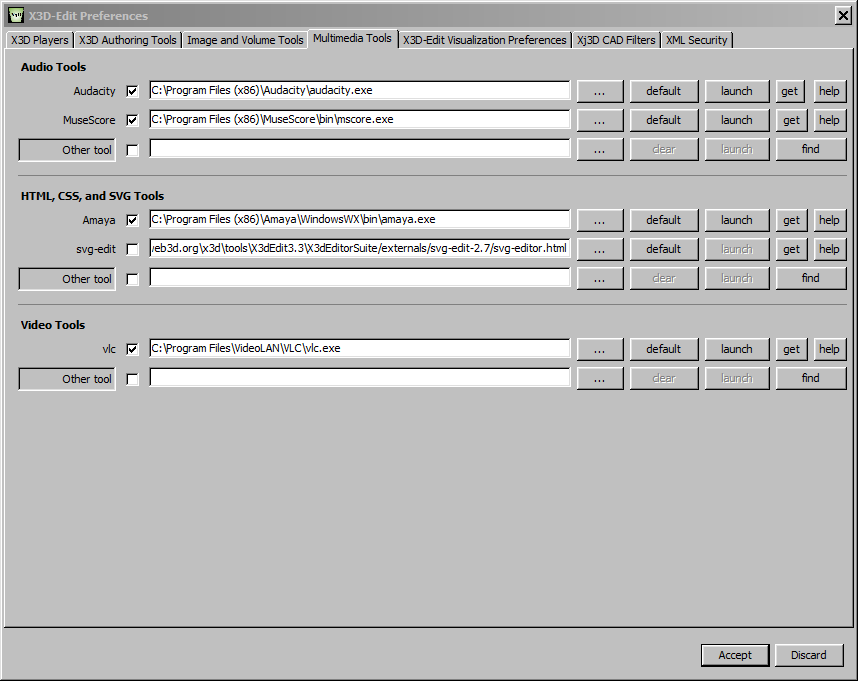 X3D-Edit Preferences
X3D Players X3D Authoring Tools Image and Volume Tools Multimedia Tools X3D-Edit Visualization Preferences Xj3D CAD Filters XML Security
Audio Tools
Audacity C:\Program Files (x86)\Audacity\audacity.exe ... default launch get help
MuseScore C:\Program Files (x86)\MuseScore\bin\mscore.exe ... default launch get help
Other tool ... clear launch find
HTML, CSS, and SVG Tools
Amaya C:\Program Files (x86)\Amaya\WindowsWX\bin\amaya.exe ... default launch get help
svg-edit veb3d.org\x3d\tools\X3dEdit3.3\X3dEditorSuite/externals/svg-edit-2.7/svg-editor.html ... default launch get help
Other tool ... clear launch find
Video Tools
vlc C:\Program Files\VideoLAN\VLC\vlc.exe ... default launch get help
Other tool ... clear launch find
Accept Discard